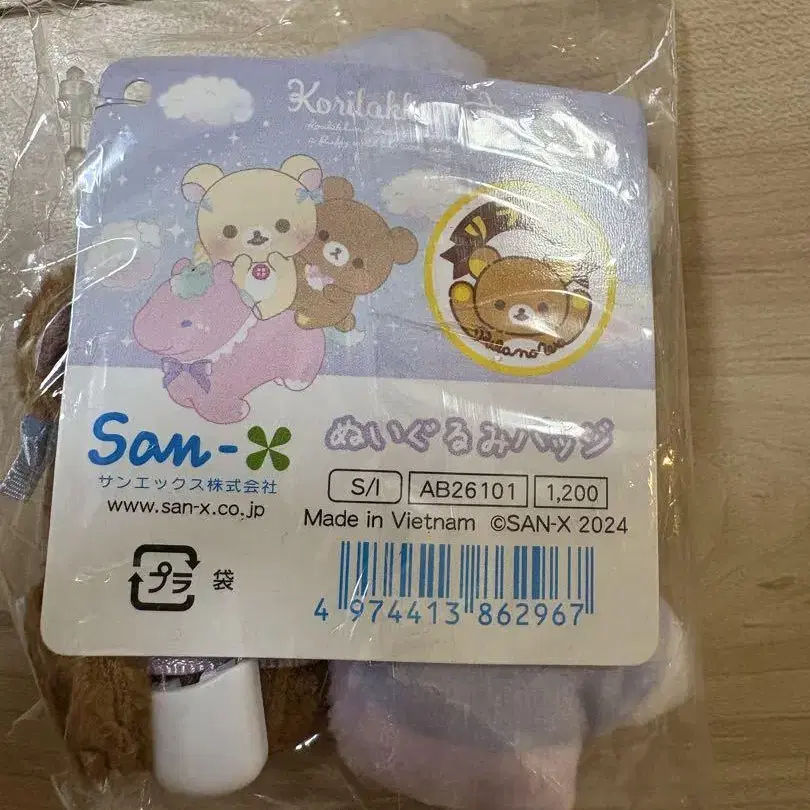 Korilakk
San-X
サンエックス株式会社
www.san-x.co.jp
ぬいぐるみバッジ
S/I
AB26101
1,200
Made in Vietnam ©SAN-X 2024
プラ
袋
4 974413 862967